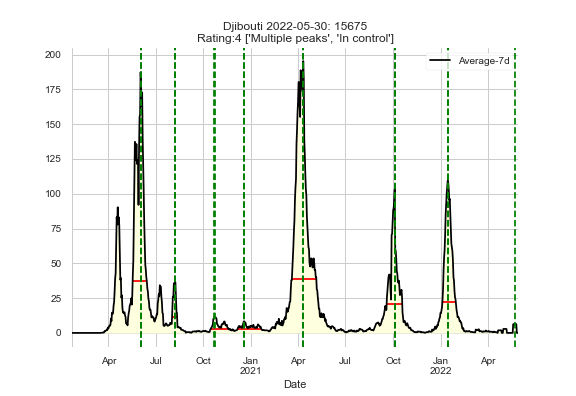 Djibouti 2022-05-30: 15675
Rating:4 ['Multiple peaks', 'In control']
Average-7d
200
175
150
125
100
75
50
25
0
Apr Jul Oct Jan Apr Jul Oct Jan Apr
2021 2022
Date